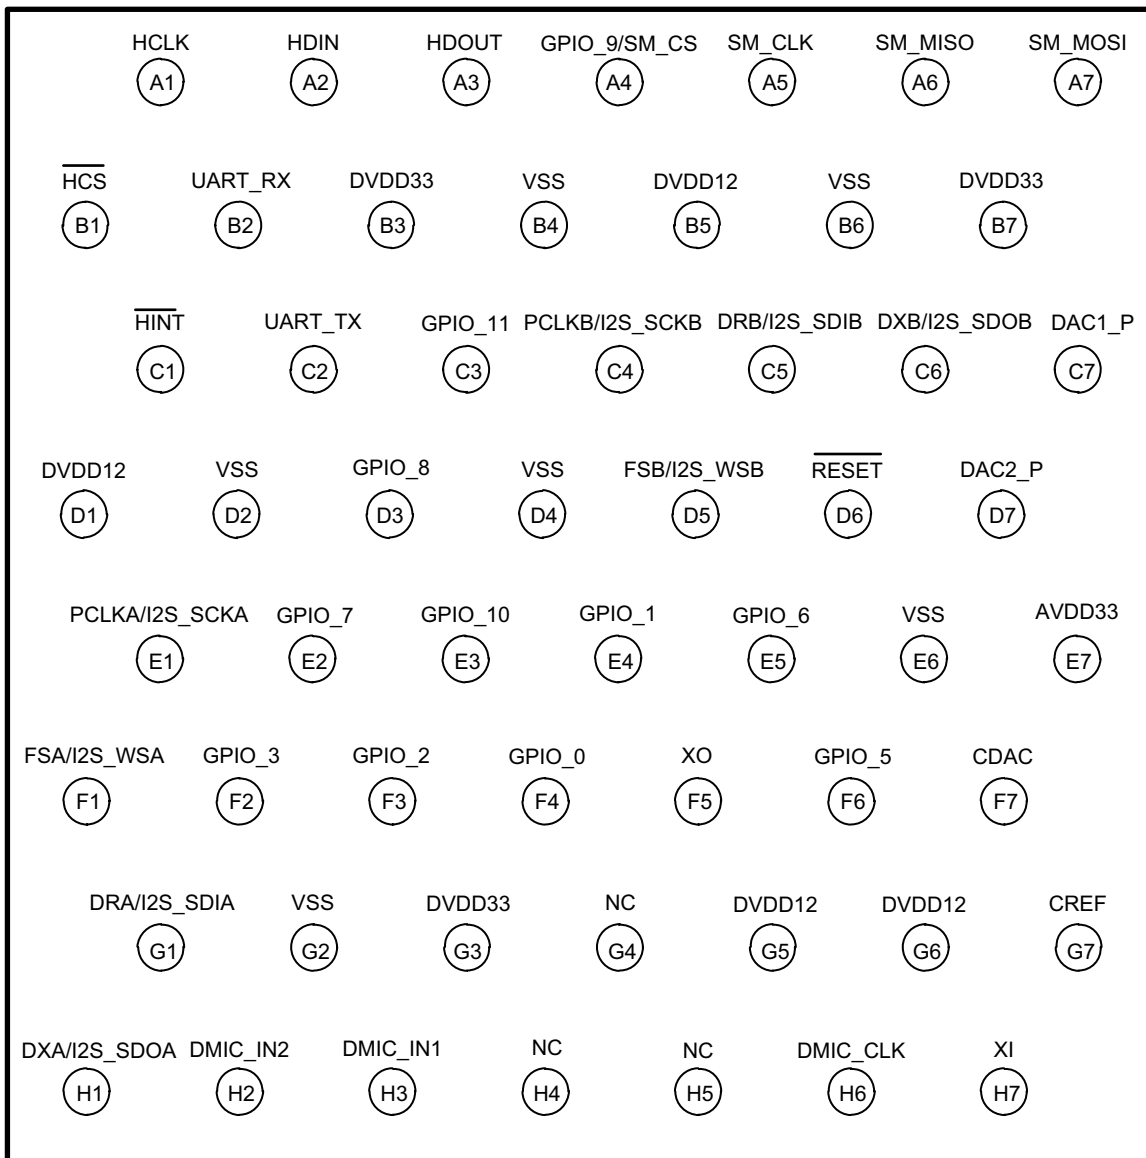 HCLK HDIN HDOUT GPIO_9/SM_CS SM_CLK SM_MISO SM_MOSI
A1 A2 A3 A4 A5 A6 A7
HCS UART_RX DVDD33 VSS DVDD12 VSS DVDD33
B1 B2 B3 B4 B5 B6 B7
HINT UART_TX GPIO_11 PCLKB/I2S_SCKB DRB/I2S_SDIB DXB/I2S_SDOB DAC1_P
C1 C2 C3 C4 C5 C6 C7
DVDD12 VSS GPIO_8 VSS FSB/I2S_WSB RESET DAC2_P
D1 D2 D3 D4 D5 D6 D7
PCLKA/I2S_SCKA GPIO_7 GPIO_10 GPIO_1 GPIO_6 VSS AVDD33
E1 E2 E3 E4 E5 E6 E7
FSA/I2S_WSA GPIO_3 GPIO_2 GPIO_0 XO GPIO_5 CDAC
F1 F2 F3 F4 F5 F6 F7
DRA/I2S_SDIA VSS DVDD33 NC DVDD12 DVDD12 CREF
G1 G2 G3 G4 G5 G6 G7
DXA/I2S_SDOA DMIC_IN2 DMIC_IN1 NC NC DMIC_CLK XI
H1 H2 H3 H4 H5 H6 H7